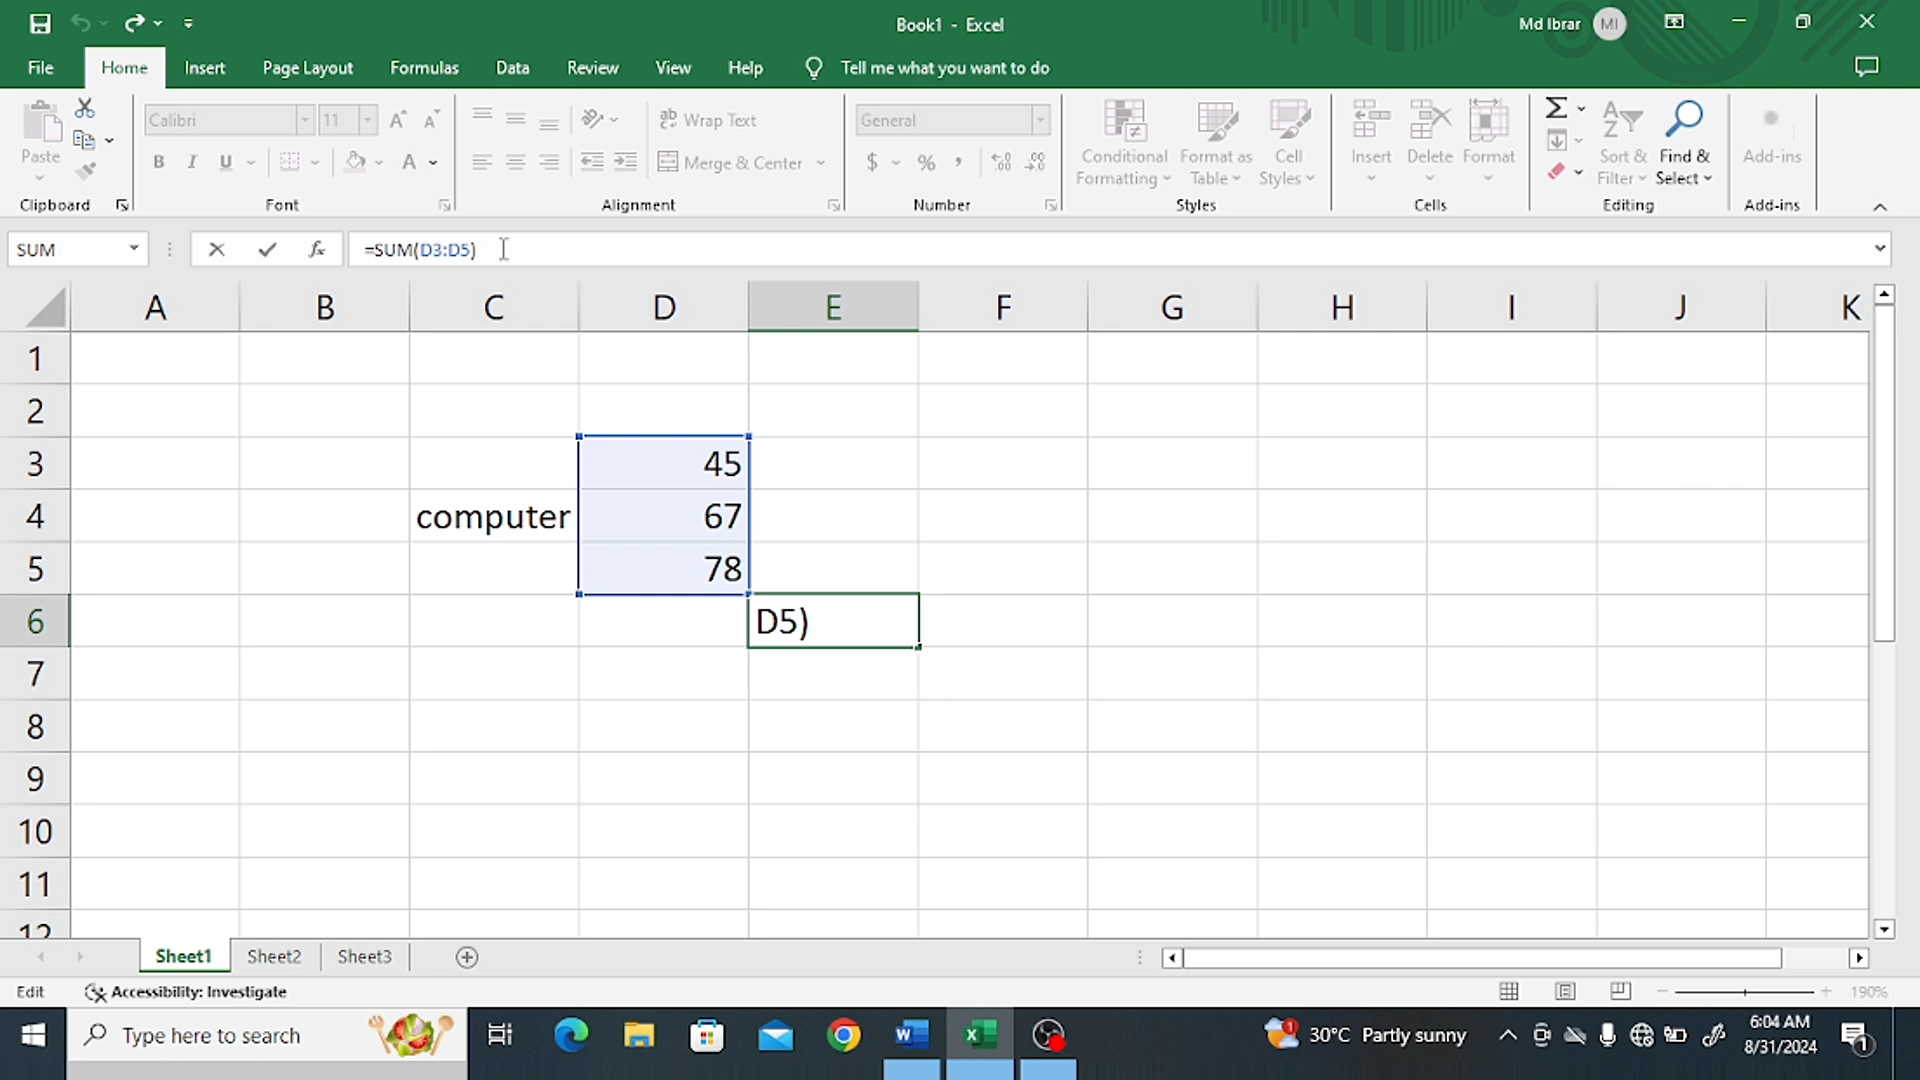 Book1 - Excel
Md Ibrar MI
File Home Insert Page Layout Formulas Data Review View Help Tell me what you want to do
Paste
Calibri 11
B I U A
ab Wrap Text
Merge & Center
General
$ % ,
Conditional Formatting
Format as Table
Cell Styles
Insert Delete Format
Sort & Filter
Find & Select
Add-ins
Clipboard Font Alignment Number Styles Cells Editing Add-ins
SUM fx =SUM(D3:D5)
A B C D E F G H I J K
1
2
3 45
4 computer 67
5 78
6 D5)
7
8
9
10
11
12
Sheet1 Sheet2 Sheet3
Edit Accessibility: Investigate 190%
Type here to search 30°C Partly sunny 6:04 AM
8/31/2024